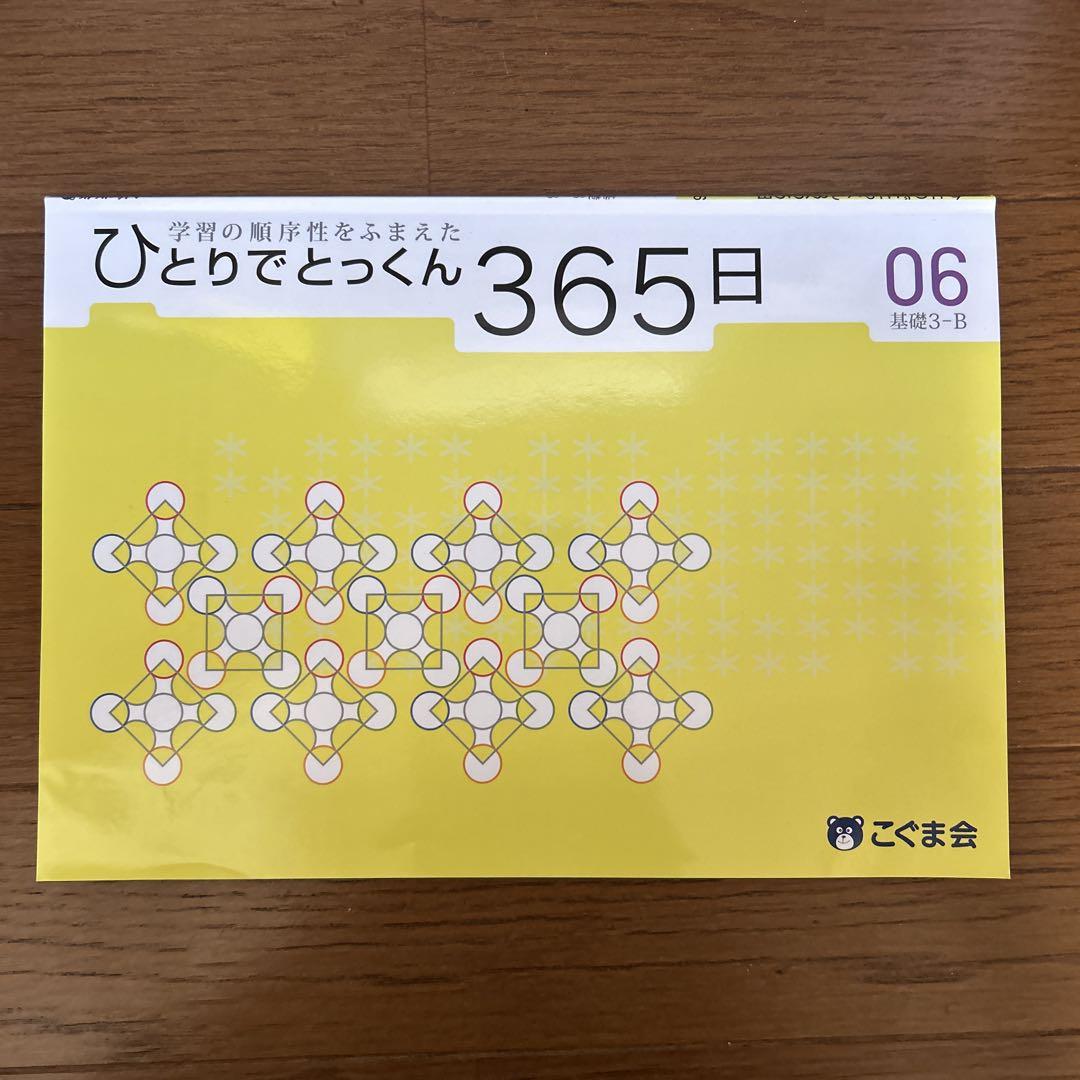 学習の順序性をふまえた
ひとりでとっくん365日
06
基礎3-B
こぐま会